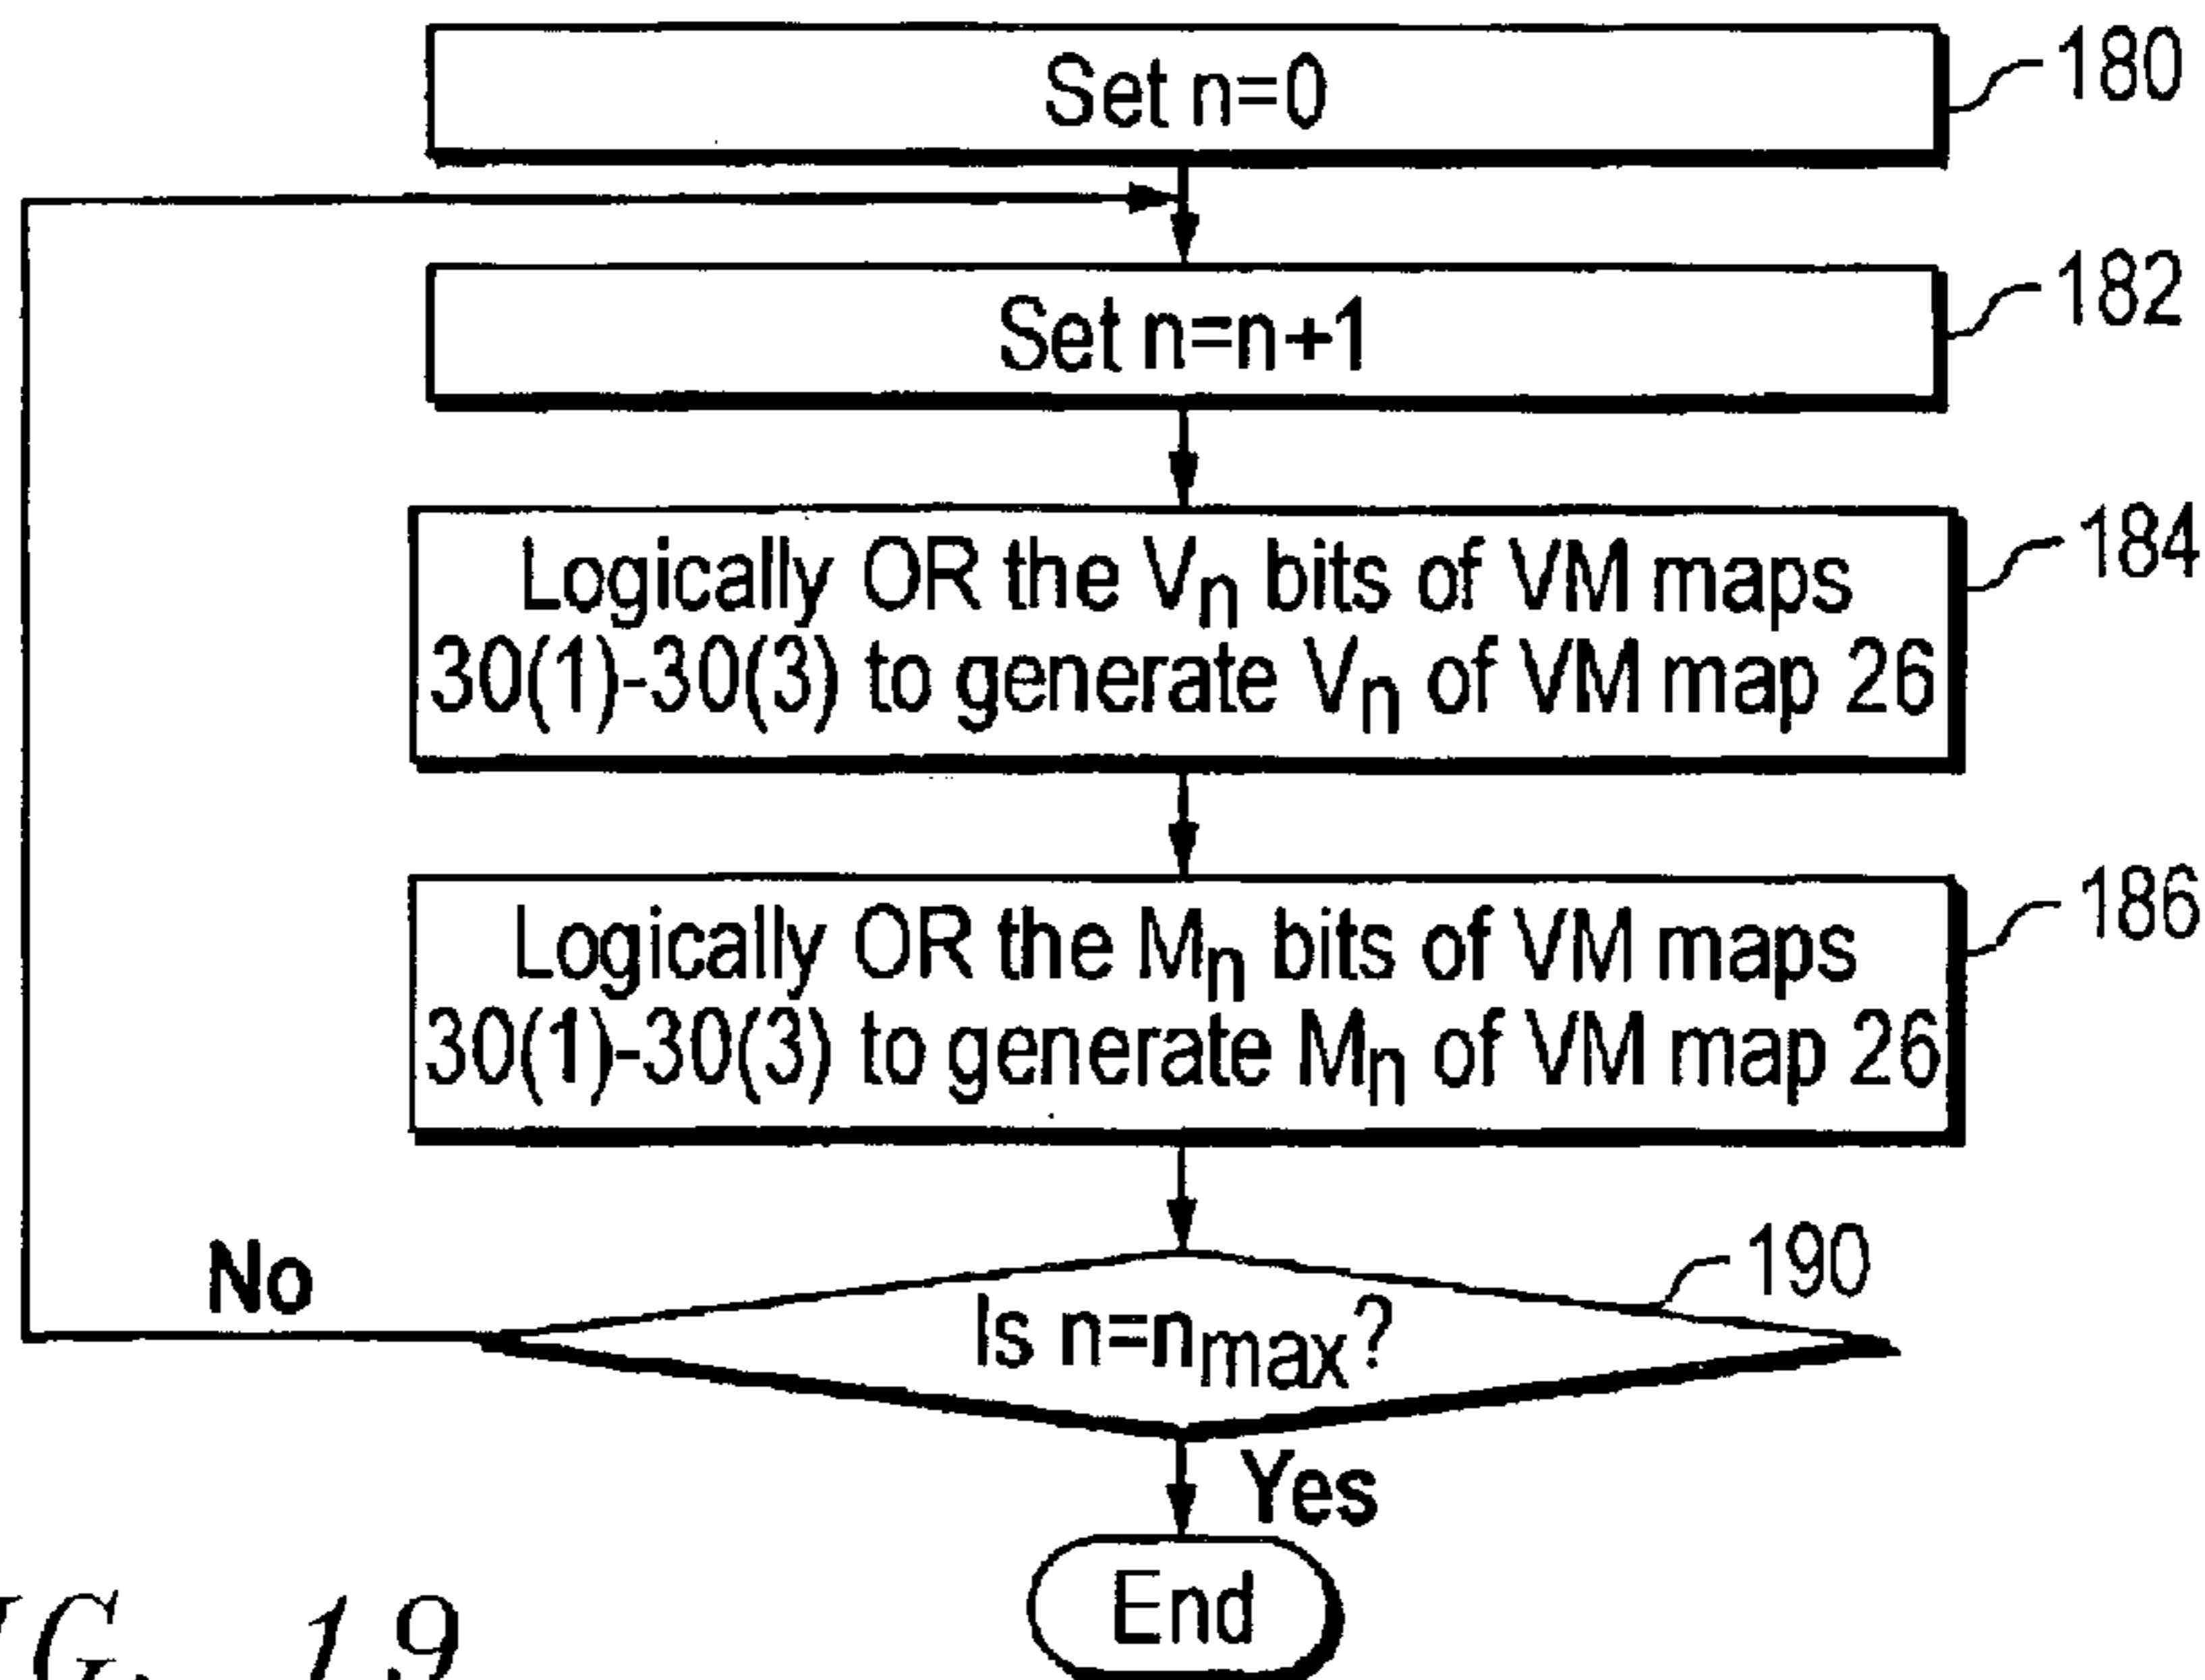 Set n=0
180
Set n=n+1
182
Logically OR the Vn bits of VM maps
30(1)-30(3) to generate Vn of VM map 26
184
Logically OR the Mn bits of VM maps
30(1)-30(3) to generate Mn of VM map 26
186
Is n=nmax?
190
No
Yes
End
19